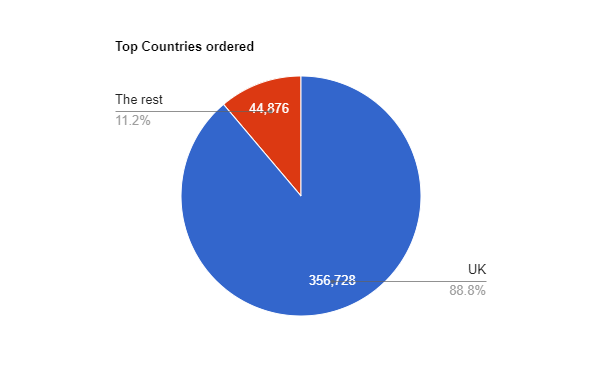 Top Countries ordered
The rest
11.2%
44,876
356,728
UK
88.8%